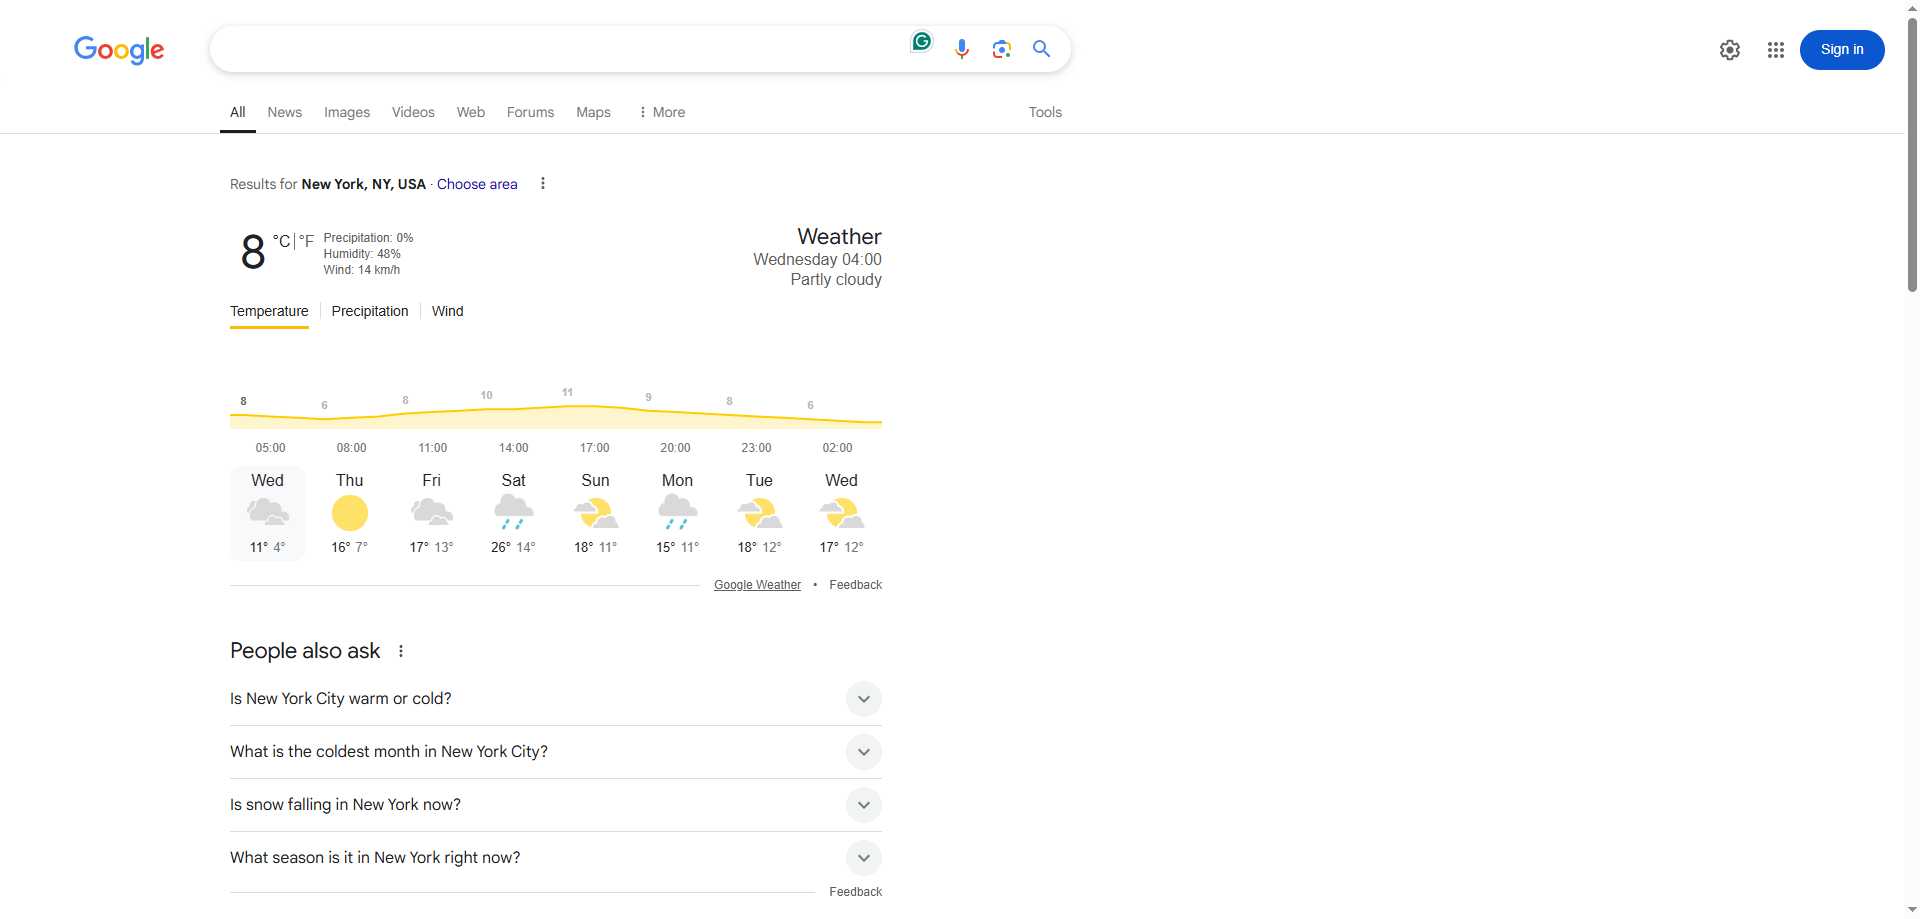 Google
Sign in
All News Images Videos Web Forums Maps More Tools
Results for New York, NY, USA · Choose area
8 °C | °F
Precipitation: 0%
Humidity: 48%
Wind: 14 km/h
Weather
Wednesday 04:00
Partly cloudy
Temperature Precipitation Wind
8 6 8 10 11 9 8 6
05:00 08:00 11:00 14:00 17:00 20:00 23:00 02:00
Wed Thu Fri Sat Sun Mon Tue Wed
11° 4° 16° 7° 17° 13° 26° 14° 18° 11° 15° 11° 18° 12° 17° 12°
Google Weather • Feedback
People also ask
Is New York City warm or cold?
What is the coldest month in New York City?
Is snow falling in New York now?
What season is it in New York right now?
Feedback